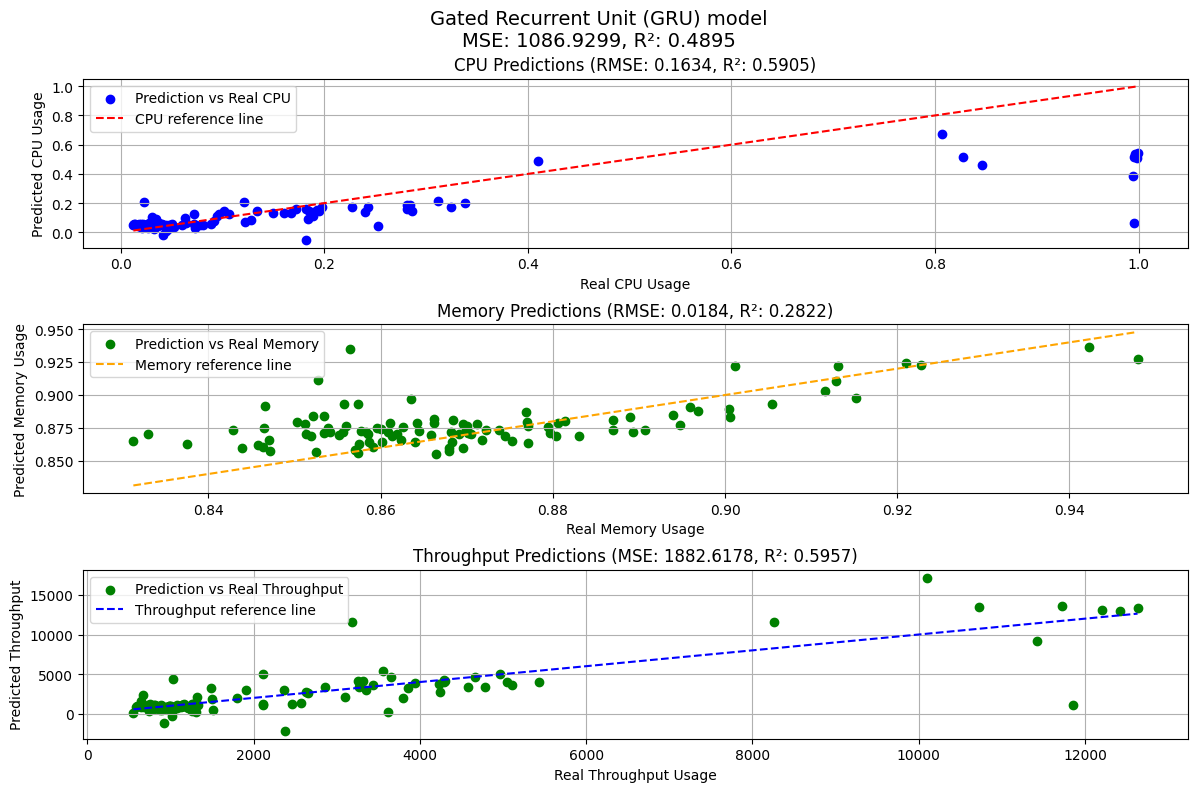 Gated Recurrent Unit (GRU) model
MSE: 1086.9299, R²: 0.4895
CPU Predictions (RMSE: 0.1634, R²: 0.5905)
Prediction vs Real CPU
CPU reference line
Predicted CPU Usage
1.0
0.8
0.6
0.4
0.2
0.0
0.0 0.2 0.4 0.6 0.8 1.0
Real CPU Usage
Memory Predictions (RMSE: 0.0184, R²: 0.2822)
Prediction vs Real Memory
Memory reference line
Predicted Memory Usage
0.950
0.925
0.900
0.875
0.850
0.84 0.86 0.88 0.90 0.92 0.94
Real Memory Usage
Throughput Predictions (MSE: 1882.6178, R²: 0.5957)
Prediction vs Real Throughput
Throughput reference line
Predicted Throughput
15000
10000
5000
0
0 2000 4000 6000 8000 10000 12000
Real Throughput Usage